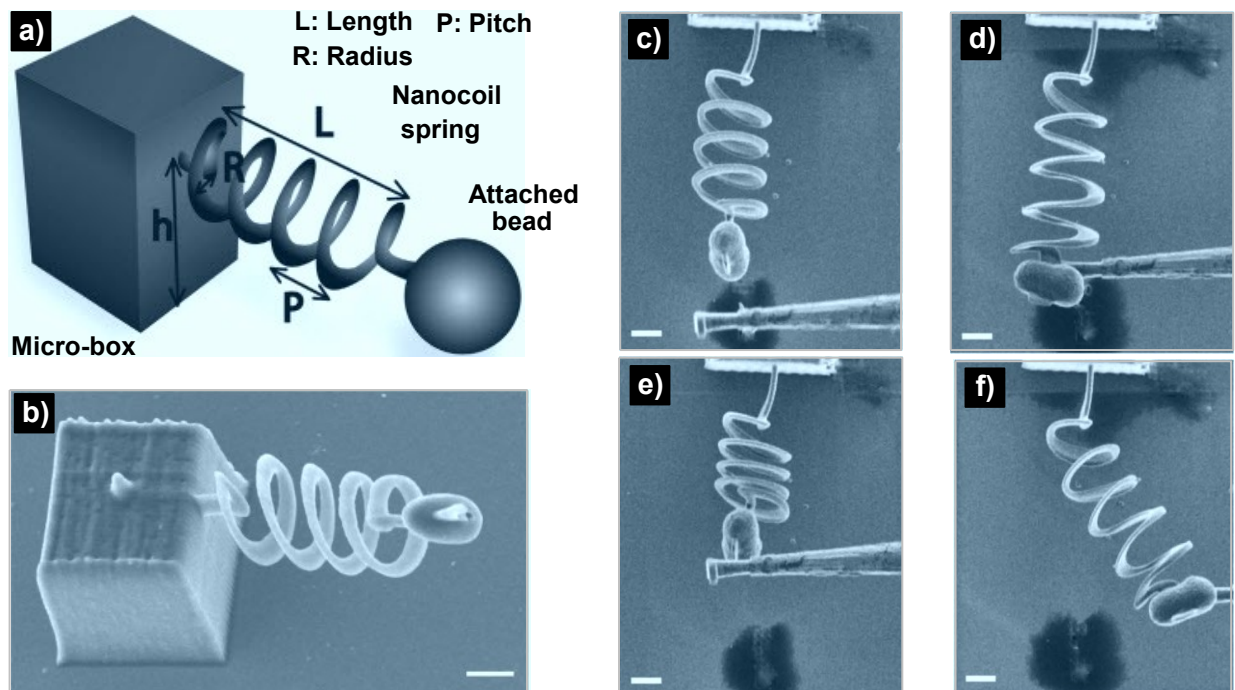 a)
L: Length P: Pitch
R: Radius
Nanocoil
spring
L
R
h
P
Attached
bead
Micro-box
b)
c)
d)
e)
f)